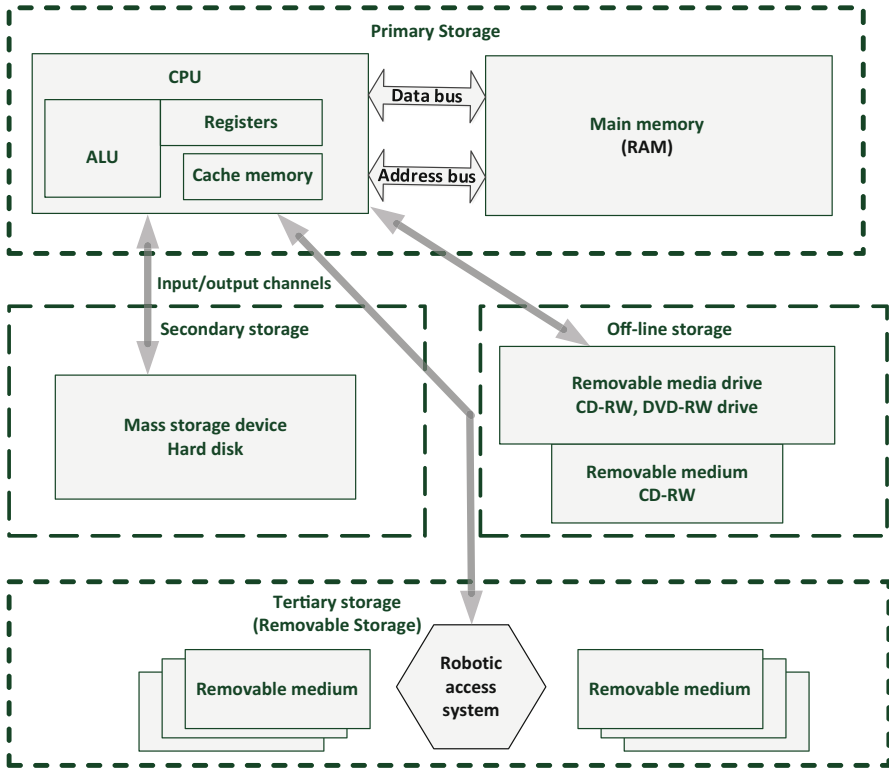 Primary Storage
CPU
ALU
Registers
Cache memory
Data bus
Address bus
Main memory
(RAM)
Input/output channels
Secondary storage
Mass storage device
Hard disk
Off-line storage
Removable media drive
CD-RW, DVD-RW drive
Removable medium
CD-RW
Tertiary storage
(Removable Storage)
Removable medium
Robotic
access
system
Removable medium